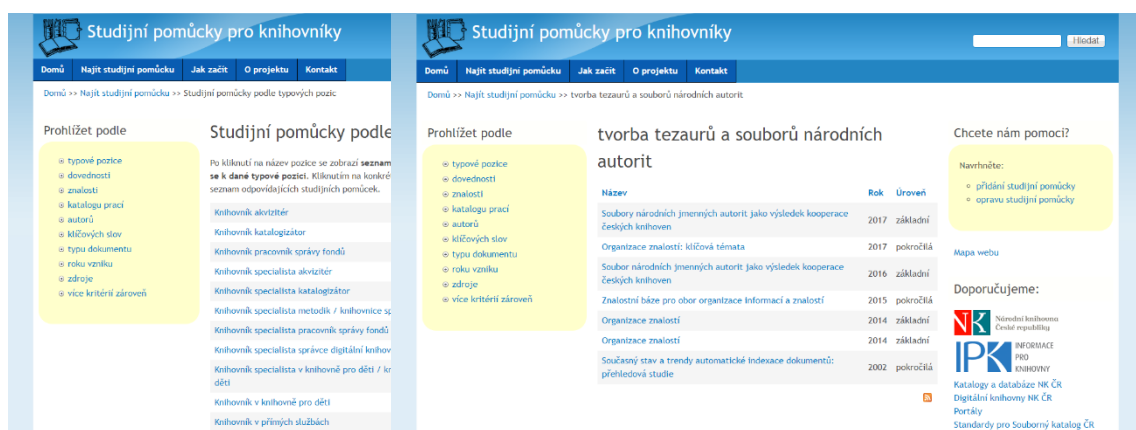 Studijní pomůcky pro knihovníky
Domů
Najít studijní pomůcku
Jak začít
O projektu
Kontakt
Domů >> Najít studijní pomůcku >> Studijní pomůcky podle typových pozic
Prohlížet podle
typové pozice
dovednosti
znalosti
katalogu prací
autorů
klíčových slov
typu dokumentu
roku vzniku
zdroje
více kritérií zároveň
Studijní pomůcky podle
Po kliknutí na název pozice se zobrazí seznam
se k dané typové pozici. Kliknutím na konkré
seznam odpovídajících studijních pomůcek.
Knihovník akvizitér
Knihovník katalogizátor
Knihovník pracovník správy fondů
Knihovník specialista akvizitér
Knihovník specialista katalogizátor
Knihovník specialista metodik / knihovnice sp
Knihovník specialista pracovník správy fondů
Knihovník specialista správce digitální knihov
Knihovník specialista v knihovně pro děti / kn
děti
Knihovník v knihovně pro děti
Knihovník v přímých službách
Studijní pomůcky pro knihovníky
Hledat
Domů
Najít studijní pomůcku
Jak začít
O projektu
Kontakt
Domů >> Najít studijní pomůcku >> tvorba tezaurů a souborů národních autorit
Prohlížet podle
typové pozice
dovednosti
znalosti
katalogu prací
autorů
klíčových slov
typu dokumentu
roku vzniku
zdroje
více kritérií zároveň
tvorba tezaurů a souborů národních
autorit
Název Rok Úroveň
Soubory národních jmenných autorit jako výsledek kooperace
českých knihoven 2017 základní
Organizace znalostí: klíčová témata 2017 pokročilá
Soubor národních jmenných autorit jako výsledek kooperace
českých knihoven 2016 základní
Znalostní báze pro obor organizace informací a znalostí 2015 pokročilá
Organizace znalostí 2014 základní
Organizace znalostí 2014 základní
Současný stav a trendy automatické indexace dokumentů:
přehledová studie 2002 pokročilá
Chcete nám pomoci?
Navrhněte:
přidání studijní pomůcky
opravu studijní pomůcky
Mapa webu
Doporučujeme:
NK
Národní knihovna
České republiky
IPK
INFORMACE
PRO
KNIHOVNY
Katalogy a databáze NK ČR
Digitální knihovny NK ČR
Portály
Standardy pro Souborný katalog ČR